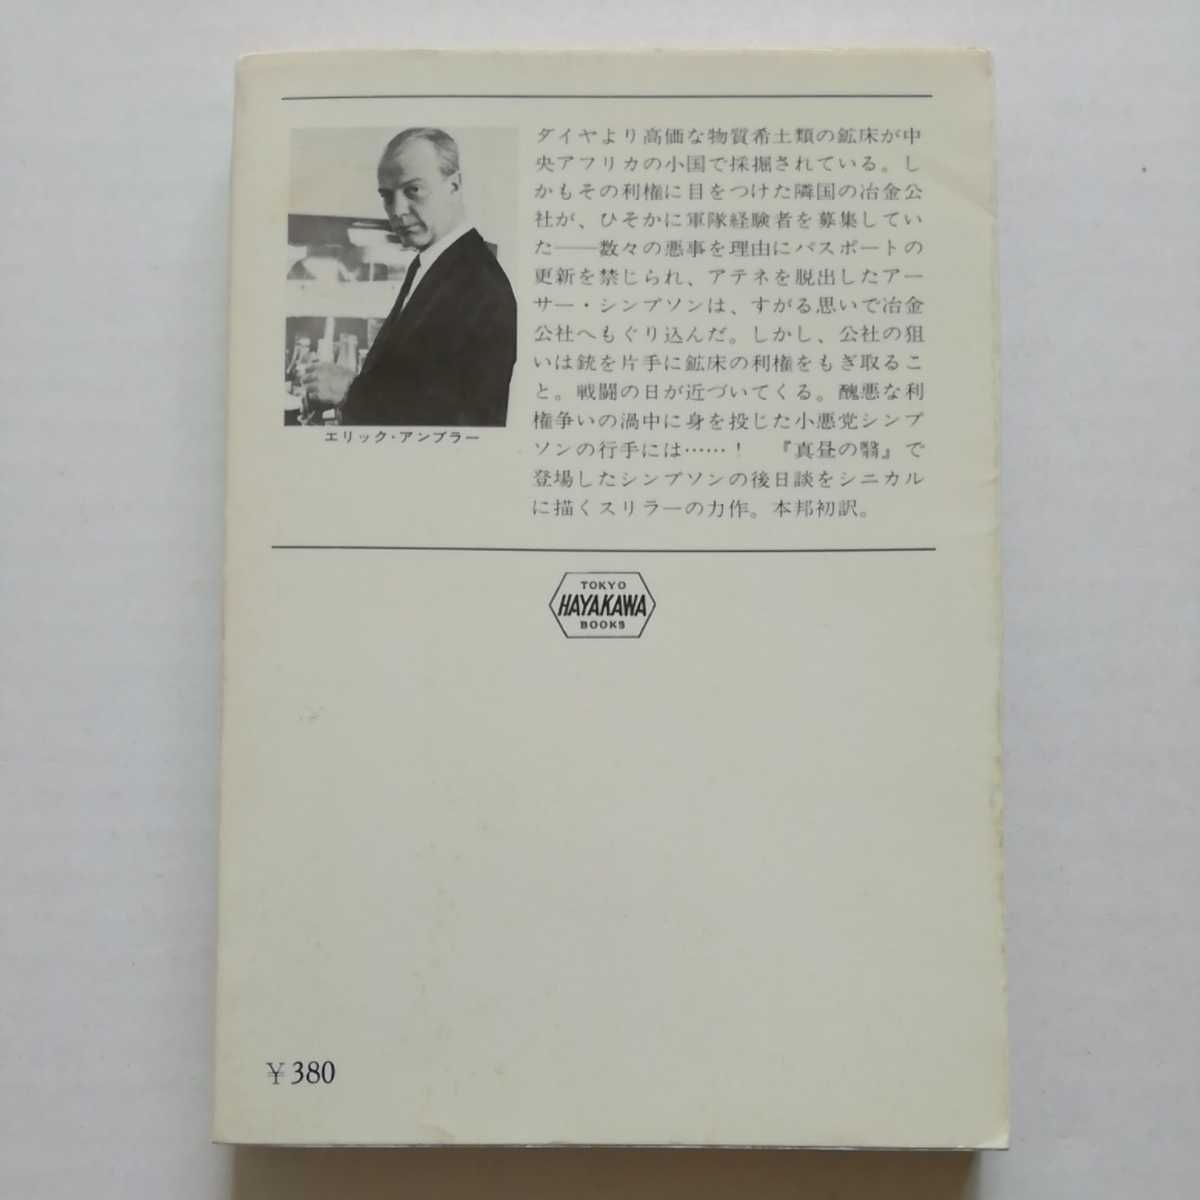 ダイヤより高価な物質希土類の鉱床が中
央アフリカの小国で採掘されている。し
かもその利権に目をつけた隣国の冶金公
社が、ひそかに軍隊経験者を募集してい
た――数々の悪事を理由にパスポートの
更新を禁じられ、アテネを脱出したアー
サー・シンプソンは、すがる思いで冶金
公社へもぐり込んだ。しかし、公社の狙
いは銃を片手に鉱床の利権をもぎ取るこ
と。戦闘の日が近づいてくる。醜悪な利
権争いの渦中に身を投じた小悪党シンプ
ソンの行手には……！　『真昼の翳』で
登場したシンプソンの後日談をシニカル
に描くスリラーの力作。本邦初訳。
エリック・アンブラー
TOKYO
HAYAKAWA
BOOKS
￥380